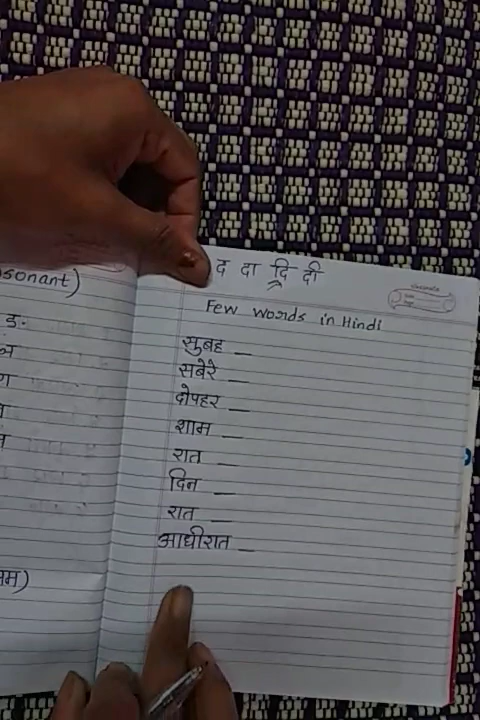 sonant)
ङ.
द दा द्रि दी
Few words in Hindi
सुबह —
सबेरे —
दोपहर —
शाम —
रात —
दिन —
रात —
आधीरात —